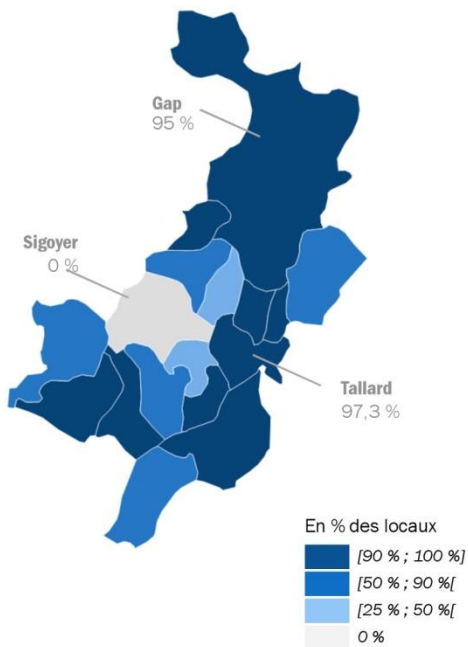 Gap
95 %
Sigoyer
0 %
Tallard
97,3 %
En % des locaux
[90 % ; 100 %]
[50 % ; 90 %[
[25 % ; 50 %[
0 %